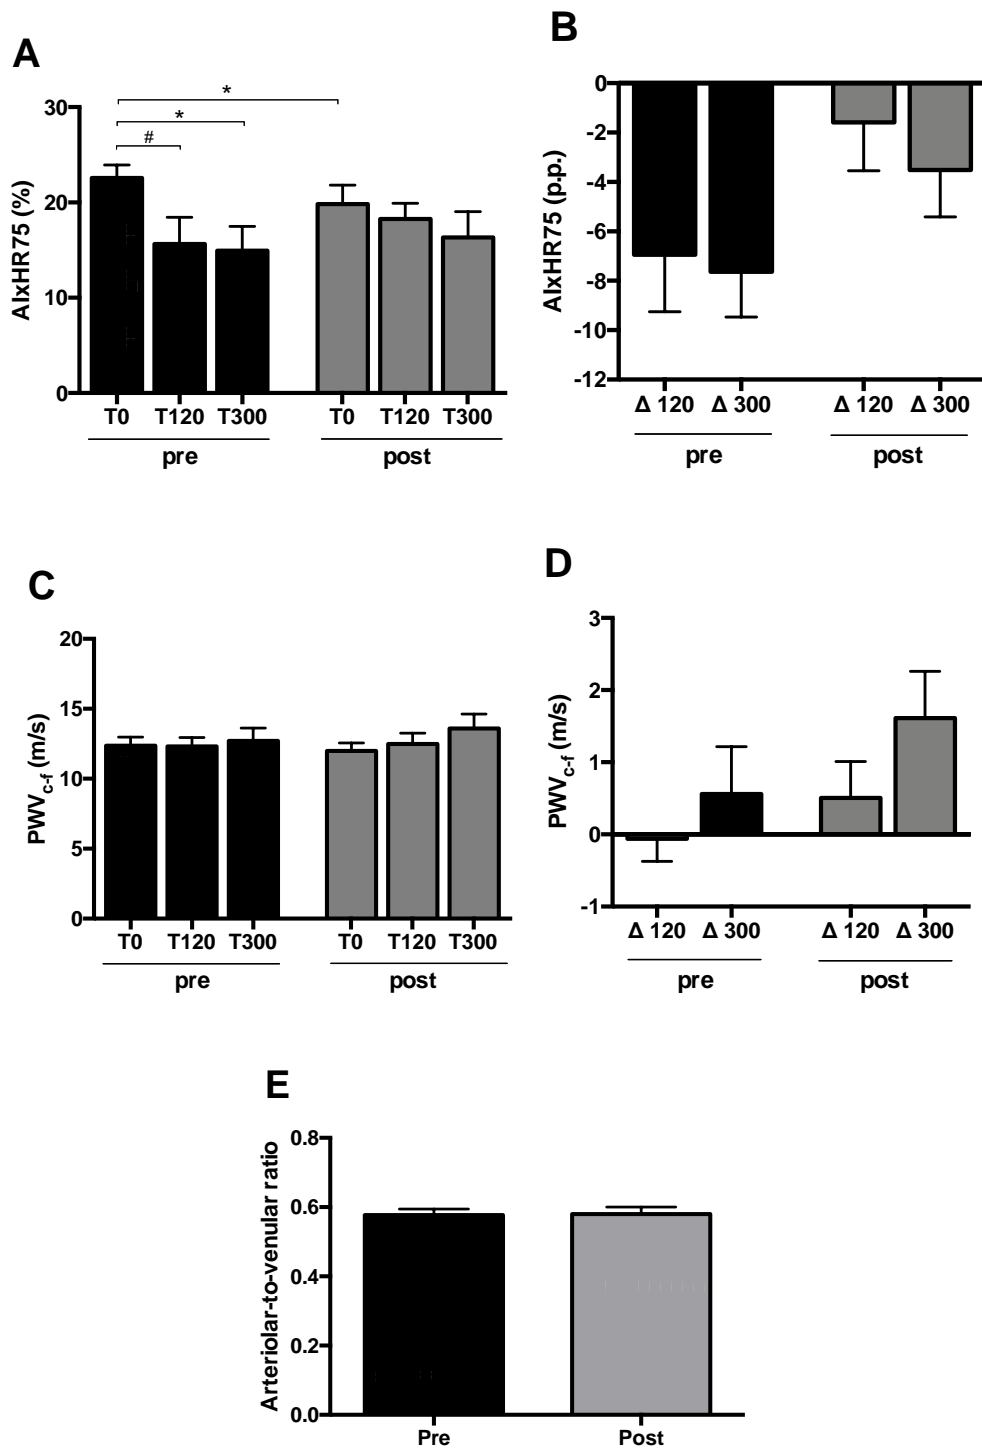 A
AIxHR75 (%)
30
20
10
0
*
*
#
T0 T120 T300 T0 T120 T300
pre post
B
AIxHR75 (p.p.)
0
-2
-4
-6
-8
-10
-12
Δ 120 Δ 300 Δ 120 Δ 300
pre post
C
PWVc-f (m/s)
20
15
10
5
0
T0 T120 T300 T0 T120 T300
pre post
D
PWVc-f (m/s)
3
2
1
0
-1
Δ 120 Δ 300 Δ 120 Δ 300
pre post
E
Arteriolar-to-venular ratio
0.8
0.6
0.4
0.2
0.0
Pre Post